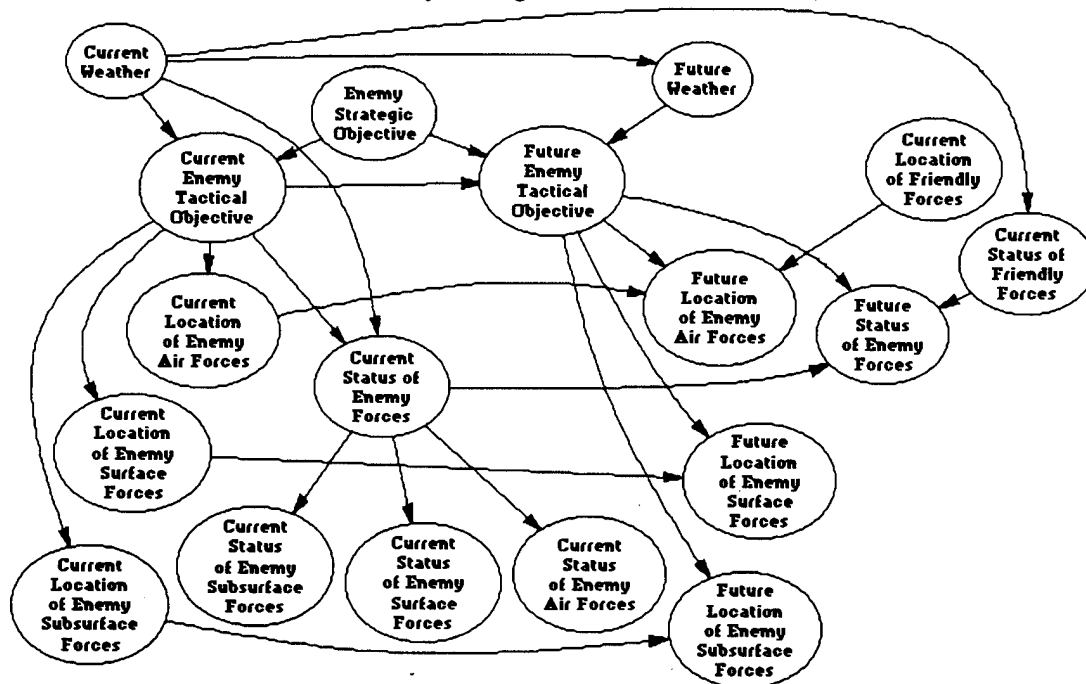 Current
Weather
Future
Weather
Enemy
Strategic
Objective
Current
Enemy
Tactical
Objective
Future
Enemy
Tactical
Objective
Current
Location
of Friendly
Forces
Current
Status of
Friendly
Forces
Current
Location
of Enemy
Air Forces
Future
Location
of Enemy
Air Forces
Future
Status
of Enemy
Forces
Current
Status of
Enemy
Forces
Current
Location
of Enemy
Surface
Forces
Future
Location
of Enemy
Surface
Forces
Current
Status
of Enemy
Subsurface
Forces
Current
Status
of Enemy
Surface
Forces
Current
Status
of Enemy
Air Forces
Current
Location
of Enemy
Subsurface
Forces
Future
Location
of Enemy
Subsurface
Forces